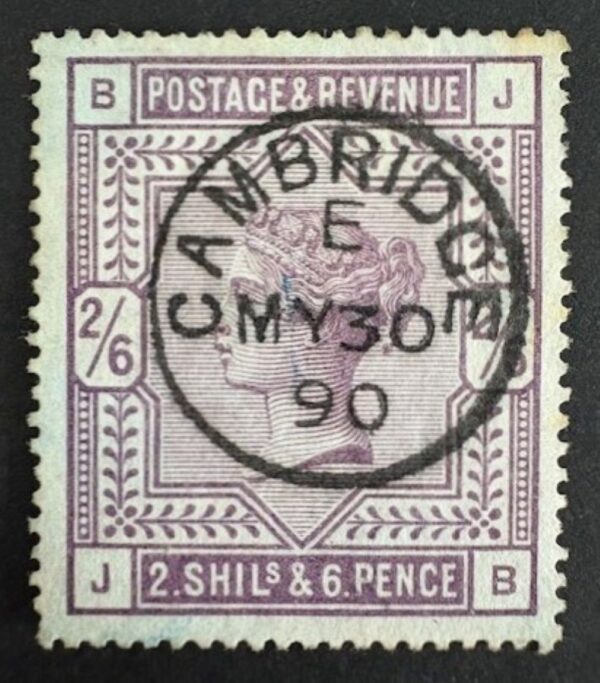 B POSTAGE & REVENUE J
CAMBRIDGE
E
2/6 MY 30
90
J 2. SHILS & 6. PENCE B